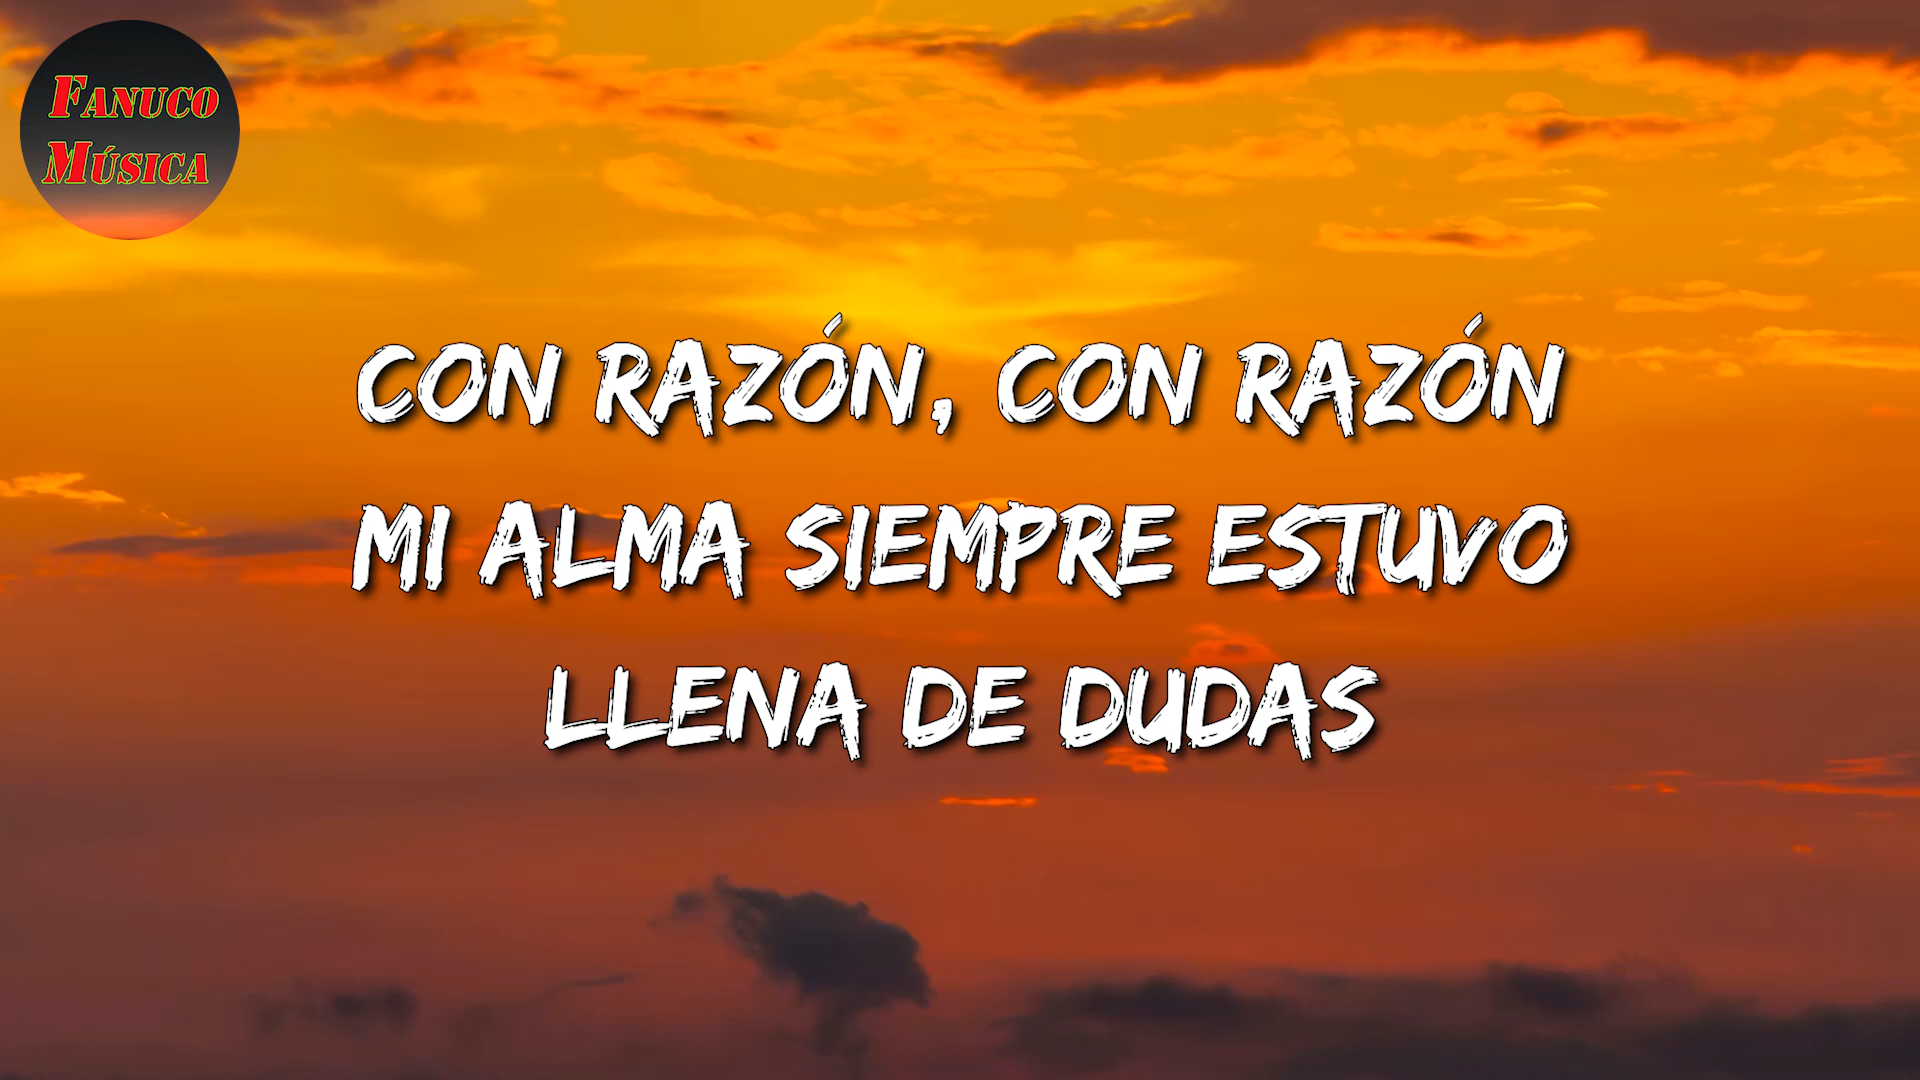 FANUCO
MÚSICA
CON RAZÓN, CON RAZÓN
MI ALMA SIEMPRE ESTUVO
LLENA DE DUDAS